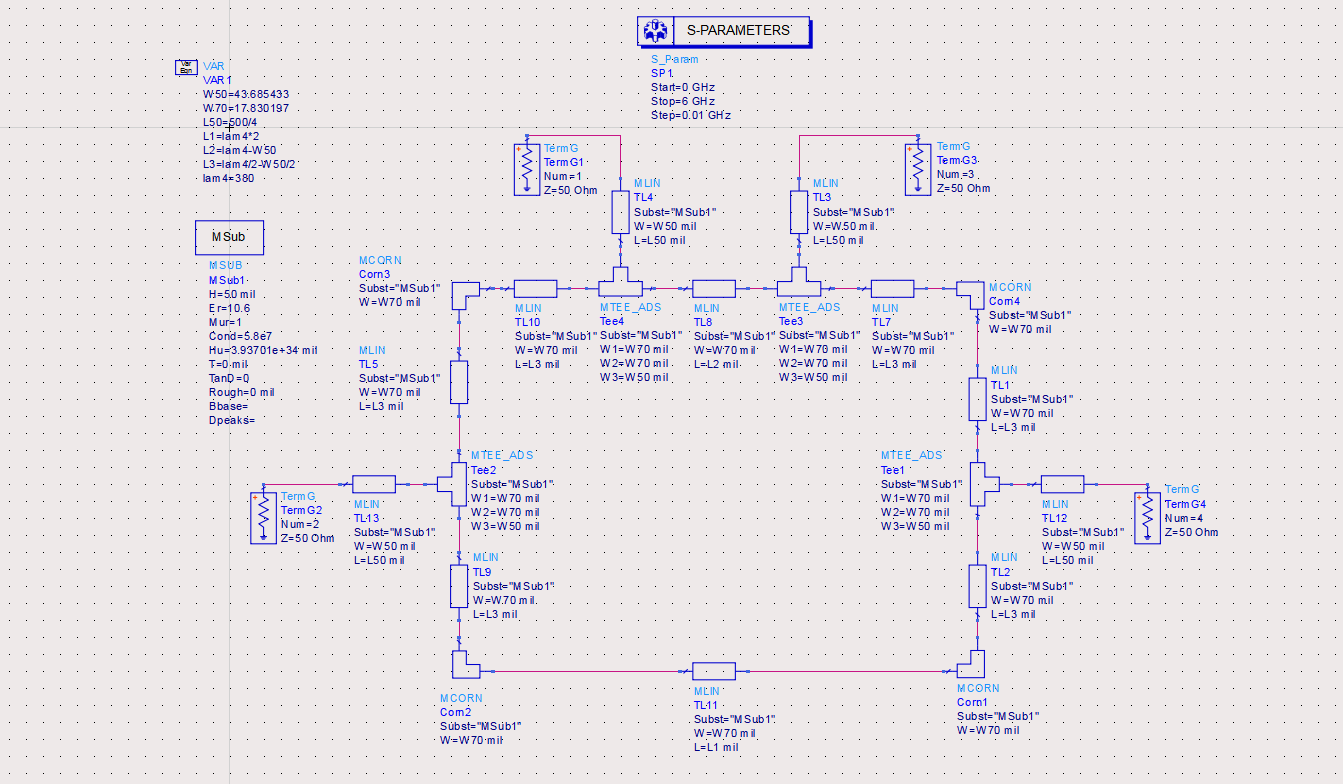 S-PARAMETERS
S_Param
SP1
Start=0 GHz
Stop=6 GHz
Step=0.01 GHz
Var
Eqn
VAR
VAR1
W50=43.685433
W70=17.830197
L50=500/4
L1=lam4*2
L2=lam4-W50
L3=lam4/2-W50/2
lam4=380
MSub
MSUB
MSub1
H=50 mil
Er=10.6
Mur=1
Cond=5.8e7
Hu=3.93701e+34 mil
T=0 mil
TanD=0
Rough=0 mil
Bbase=
Dpeaks=
TermG
TermG1
Num=1
Z=50 Ohm
MLIN
TL4
Subst="MSub1"
W=W50 mil
L=L50 mil
MLIN
TL3
Subst="MSub1"
W=W50 mil
L=L50 mil
TermG
TermG3
Num=3
Z=50 Ohm
MCORN
Corn3
Subst="MSub1"
W=W70 mil
MLIN
TL10
Subst="MSub1"
W=W70 mil
L=L3 mil
MTEE_ADS
Tee4
Subst="MSub1"
W1=W70 mil
W2=W70 mil
W3=W50 mil
MLIN
TL8
Subst="MSub1"
W=W70 mil
L=L2 mil
MTEE_ADS
Tee3
Subst="MSub1"
W1=W70 mil
W2=W70 mil
W3=W50 mil
MLIN
TL7
Subst="MSub1"
W=W70 mil
L=L3 mil
MCORN
Corn4
Subst="MSub1"
W=W70 mil
MLIN
TL5
Subst="MSub1"
W=W70 mil
L=L3 mil
MLIN
TL1
Subst="MSub1"
W=W70 mil
L=L3 mil
MTEE_ADS
Tee2
Subst="MSub1"
W1=W70 mil
W2=W70 mil
W3=W50 mil
MTEE_ADS
Tee1
Subst="MSub1"
W1=W70 mil
W2=W70 mil
W3=W50 mil
TermG
TermG2
Num=2
Z=50 Ohm
MLIN
TL13
Subst="MSub1"
W=W50 mil
L=L50 mil
MLIN
TL12
Subst="MSub1"
W=W50 mil
L=L50 mil
TermG
TermG4
Num=4
Z=50 Ohm
MLIN
TL9
Subst="MSub1"
W=W70 mil
L=L3 mil
MLIN
TL2
Subst="MSub1"
W=W70 mil
L=L3 mil
MCORN
Corn2
Subst="MSub1"
W=W70 mil
MLIN
TL11
Subst="MSub1"
W=W70 mil
L=L1 mil
MCORN
Corn1
Subst="MSub1"
W=W70 mil